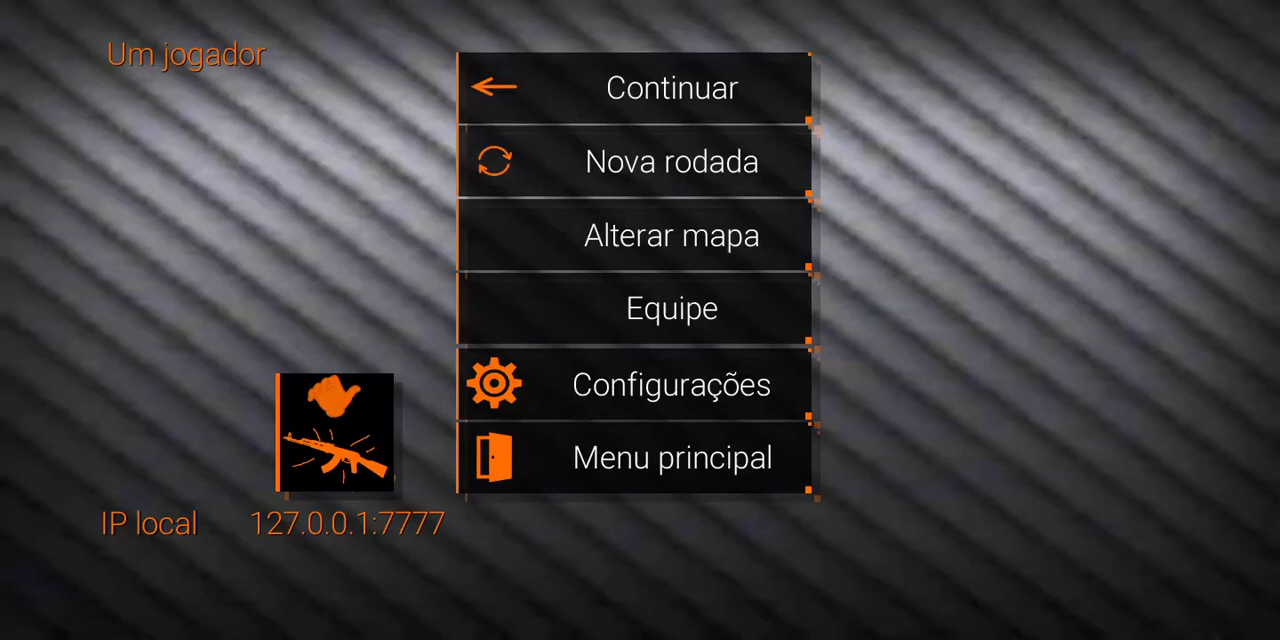 Um jogador
Continuar
Nova rodada
Alterar mapa
Equipe
Configurações
Menu principal
IP local 127.0.0.1:7777